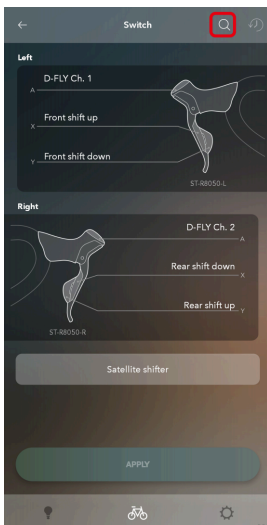 Switch
Left
D-FLY Ch. 1
A
Front shift up
X
Front shift down
Y
ST-R8050-L
Right
D-FLY Ch. 2
A
Rear shift down
X
Rear shift up
Y
ST-R8050-R
Satellite shifter
APPLY